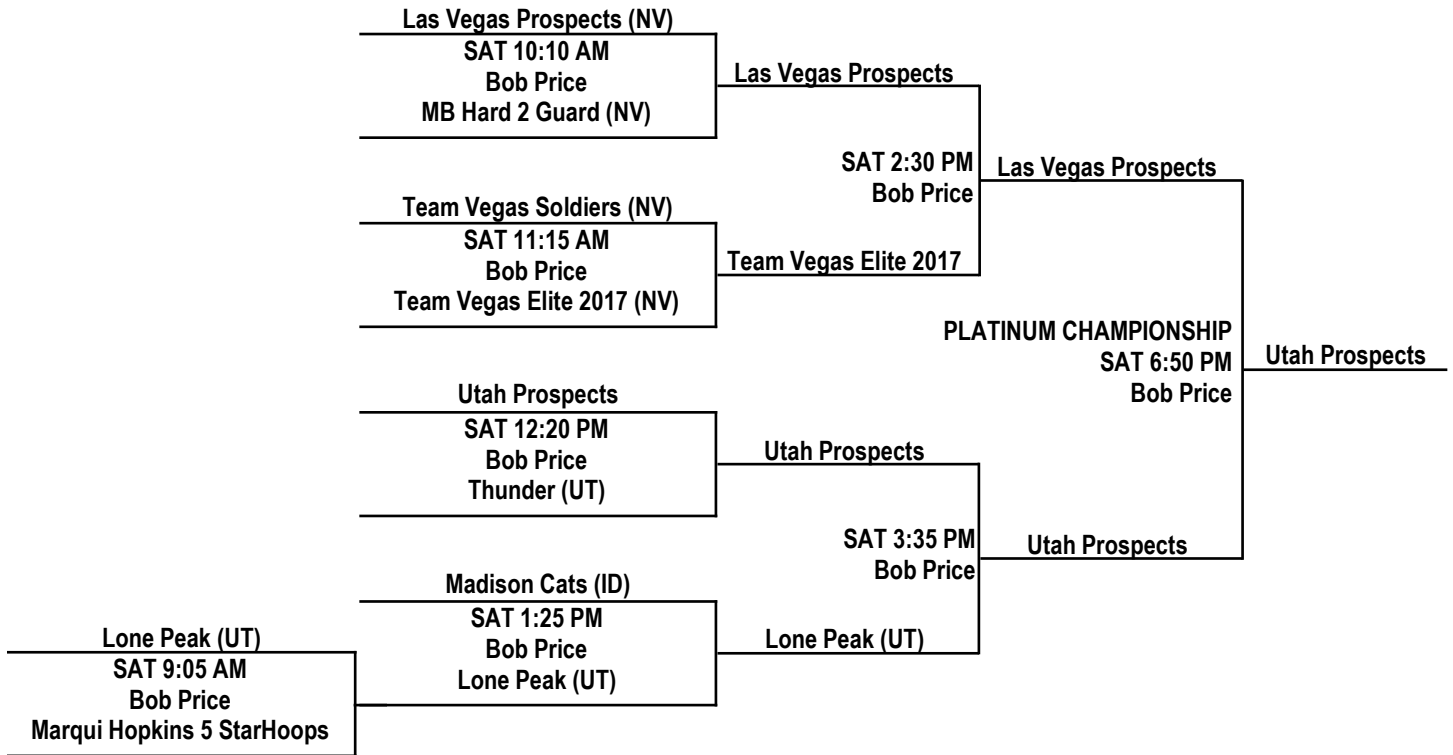 Las Vegas Prospects (NV)
SAT 10:10 AM
Bob Price
MB Hard 2 Guard (NV)
Las Vegas Prospects
SAT 2:30 PM
Bob Price
Las Vegas Prospects
Team Vegas Soldiers (NV)
SAT 11:15 AM
Bob Price
Team Vegas Elite 2017 (NV)
Team Vegas Elite 2017
PLATINUM CHAMPIONSHIP
SAT 6:50 PM
Bob Price
Utah Prospects
Utah Prospects
SAT 12:20 PM
Bob Price
Thunder (UT)
Utah Prospects
SAT 3:35 PM
Bob Price
Utah Prospects
Madison Cats (ID)
SAT 1:25 PM
Bob Price
Lone Peak (UT)
Lone Peak (UT)
Lone Peak (UT)
SAT 9:05 AM
Bob Price
Marqui Hopkins 5 StarHoops